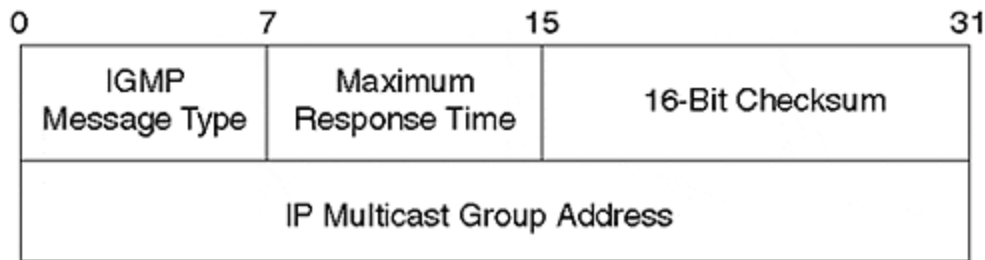 0 7 15 31
IGMP
Message Type
Maximum
Response Time
16-Bit Checksum
IP Multicast Group Address